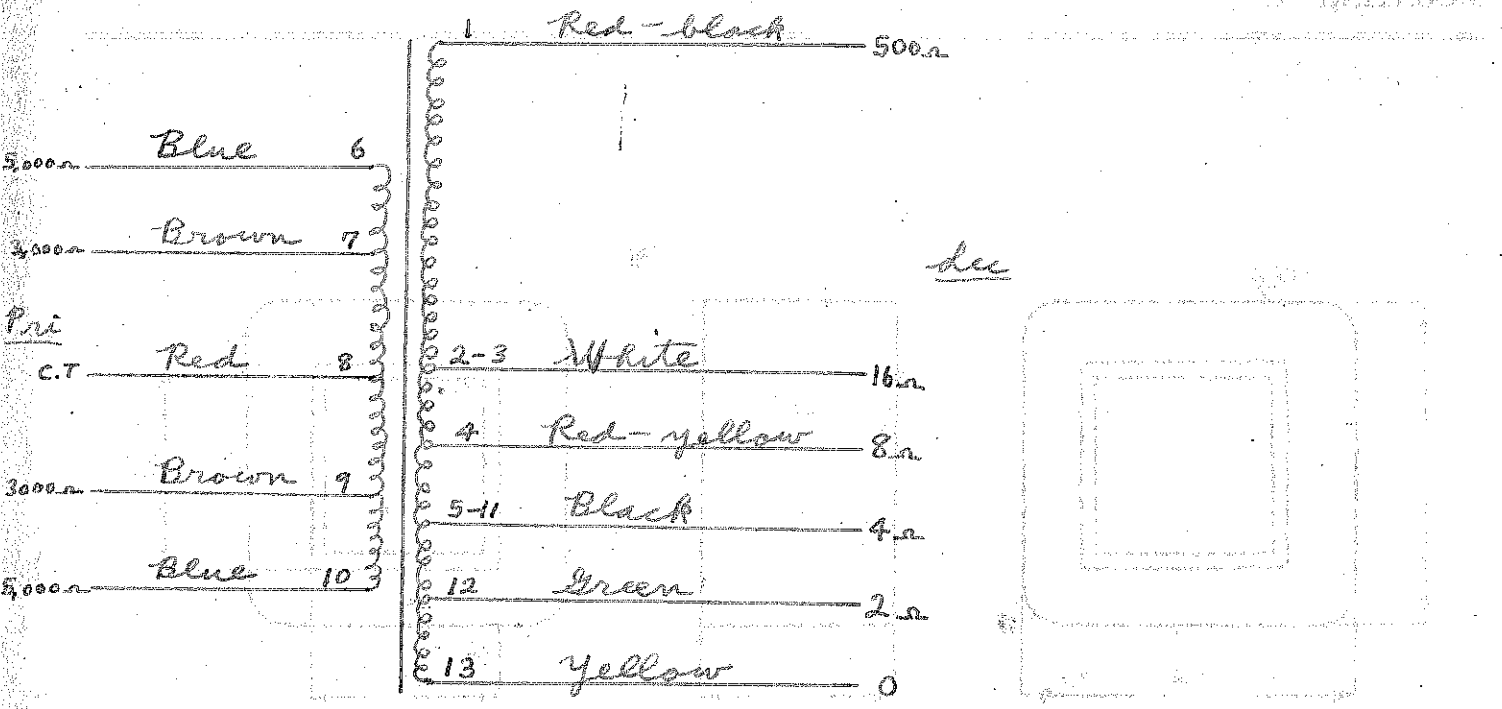 1 Red-black 500Ω
5,000Ω Blue 6
3,000Ω Brown 7
Sec
Pri
C.T Red 8
2-3 White 16Ω
4 Red-yellow 8Ω
3000Ω Brown 9
5-11 Black 4Ω
5,000Ω Blue 10
12 Green 2Ω
13 Yellow 0